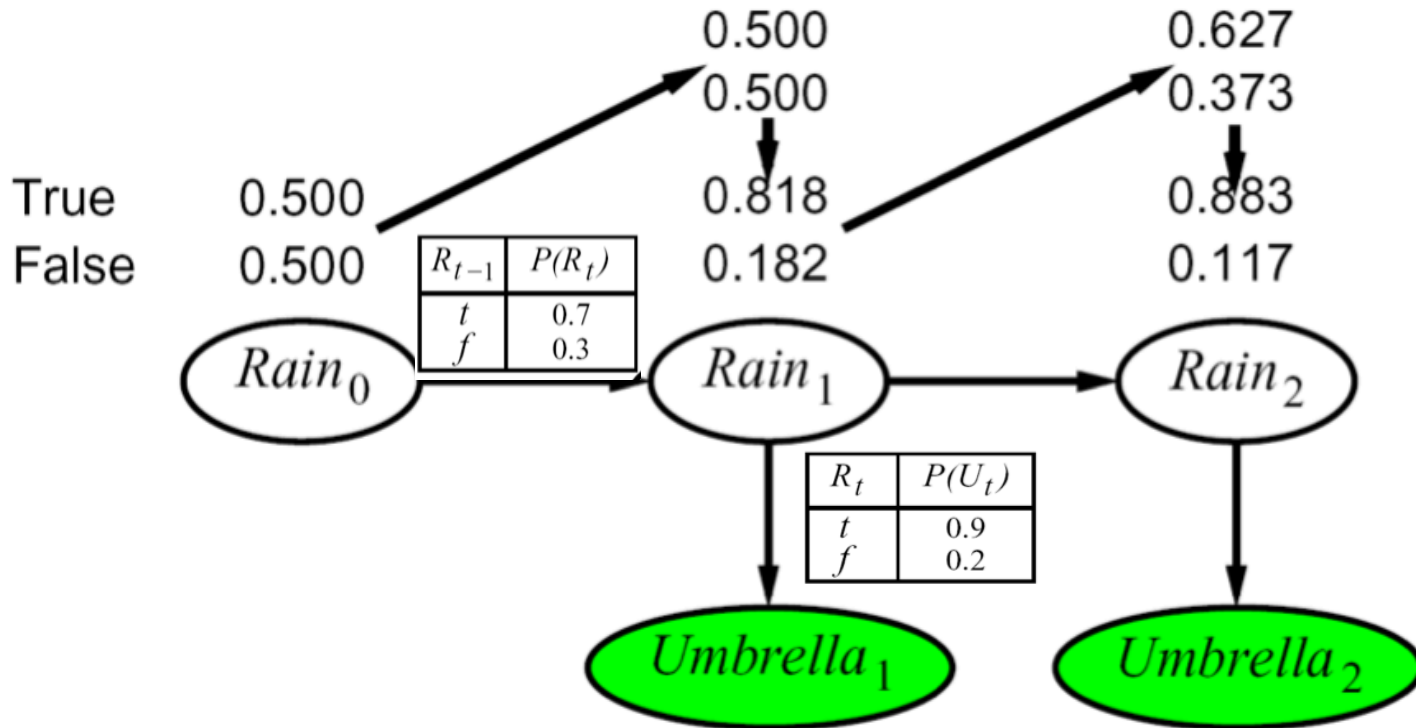 0.500 0.627
0.500 0.373
True 0.500 0.818 0.883
False 0.500 0.182 0.117
R_{t-1} P(R_t)
t 0.7
f 0.3
Rain_0 Rain_1 Rain_2
R_t P(U_t)
t 0.9
f 0.2
Umbrella_1 Umbrella_2